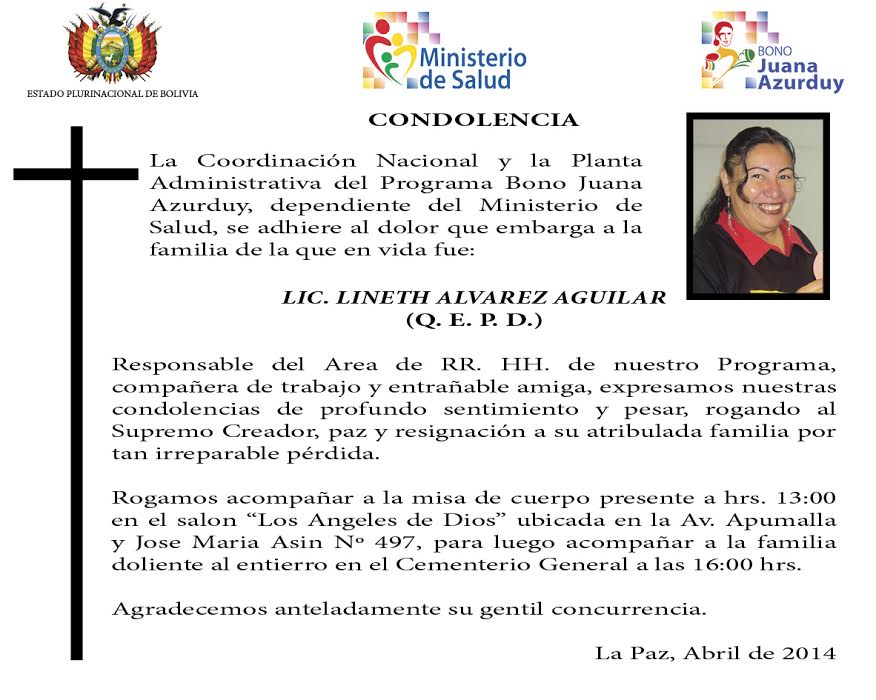 ESTADO PLURINACIONAL DE BOLIVIA
Ministerio
de Salud
BONO
Juana
Azurduy
CONDOLENCIA
La Coordinación Nacional y la Planta
Administrativa del Programa Bono Juana
Azurduy, dependiente del Ministerio de
Salud, se adhiere al dolor que embarga a la
familia de la que en vida fue:
LIC. LINETH ALVAREZ AGUILAR
(Q. E. P. D.)
Responsable del Area de RR. HH. de nuestro Programa,
compañera de trabajo y entrañable amiga, expresamos nuestras
condolencias de profundo sentimiento y pesar, rogando al
Supremo Creador, paz y resignación a su atribulada familia por
tan irreparable pérdida.
Rogamos acompañar a la misa de cuerpo presente a hrs. 13:00
en el salon “Los Angeles de Dios” ubicada en la Av. Apumalla
y Jose Maria Asin Nº 497, para luego acompañar a la familia
doliente al entierro en el Cementerio General a las 16:00 hrs.
Agradecemos anteladamente su gentil concurrencia.
La Paz, Abril de 2014